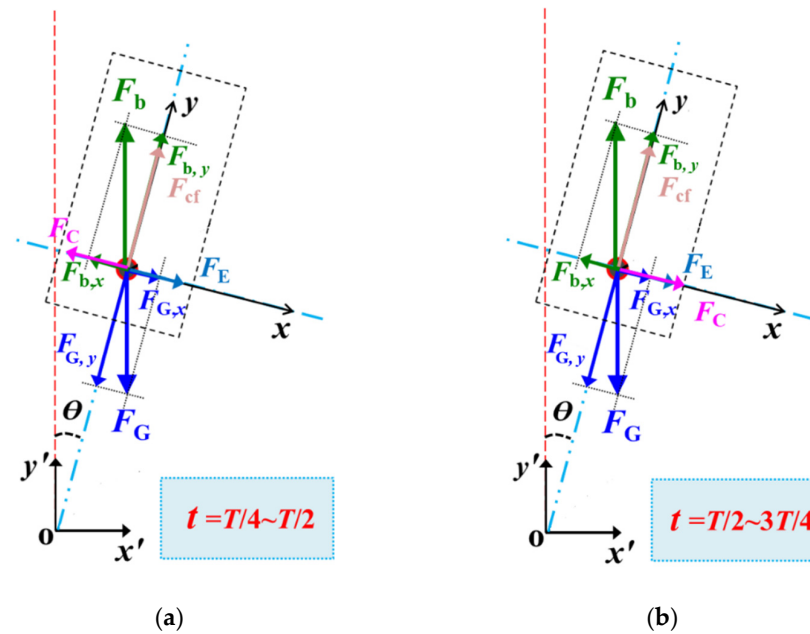 F_b
y
F_b,y
F_cf
F_C
F_b,x
F_E
F_G,x
x
F_G,y
θ
F_G
y'
t =T/4~T/2
o
x'
(a)
F_b
y
F_b,y
F_cf
F_b,x
F_E
F_G,x
F_C
x
F_G,y
θ
F_G
y'
t =T/2~3T/4
o
x'
(b)